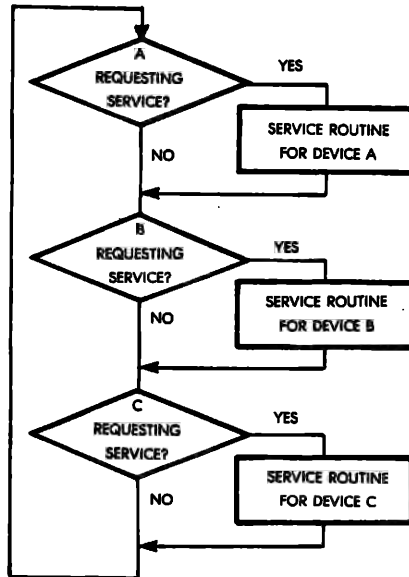 A
REQUESTING
SERVICE?
YES
SERVICE ROUTINE
FOR DEVICE A
NO
B
REQUESTING
SERVICE?
YES
SERVICE ROUTINE
FOR DEVICE B
NO
C
REQUESTING
SERVICE?
YES
SERVICE ROUTINE
FOR DEVICE C
NO